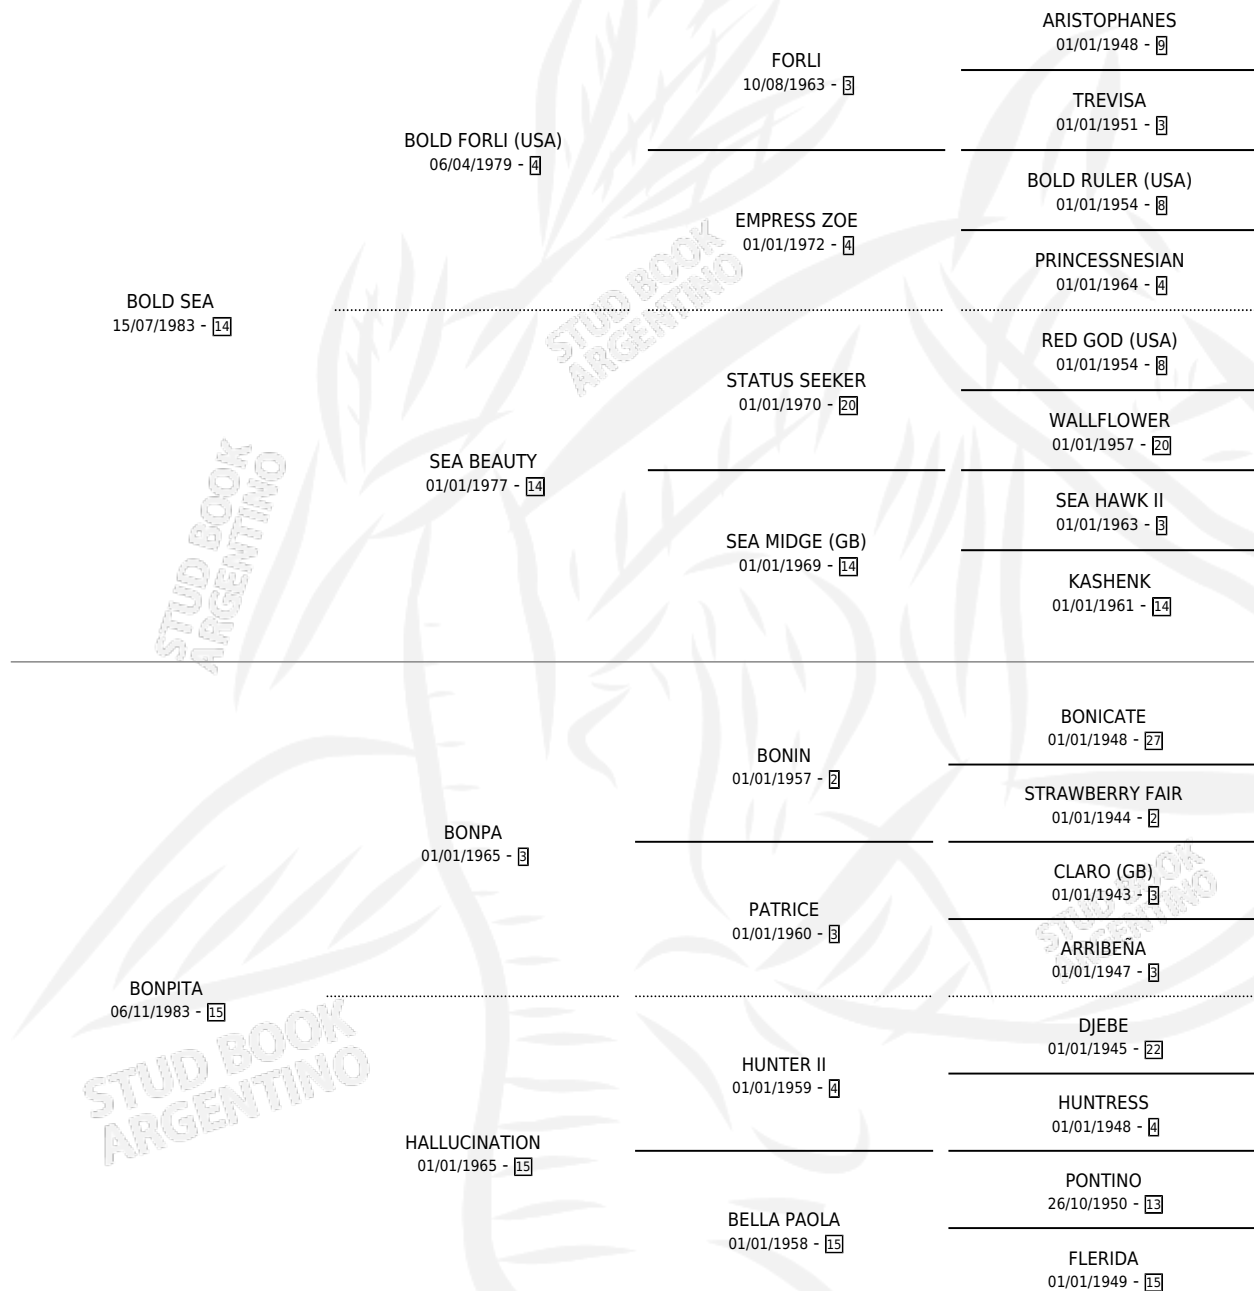 ARISTOPHANES
01/01/1948 - 9
FORLI
10/08/1963 - 3
TREVISA
01/01/1951 - 3
BOLD FORLI (USA)
06/04/1979 - 4
BOLD RULER (USA)
01/01/1954 - 8
EMPRESS ZOE
01/01/1972 - 4
PRINCESSNESIAN
01/01/1964 - 4
BOLD SEA
15/07/1983 - 14
STUD BOOK
ARGENTINO
RED GOD (USA)
01/01/1954 - 8
STATUS SEEKER
01/01/1970 - 20
WALLFLOWER
01/01/1957 - 20
SEA BEAUTY
01/01/1977 - 14
SEA HAWK II
01/01/1963 - 3
SEA MIDGE (GB)
01/01/1969 - 14
KASHENK
01/01/1961 - 14
STUD BOOK
ARGENTINO
BONICATE
01/01/1948 - 27
BONIN
01/01/1957 - 2
STRAWBERRY FAIR
01/01/1944 - 2
BONPA
01/01/1965 - 3
CLARO (GB)
01/01/1943 - 3
PATRICE
01/01/1960 - 3
ARRIBEÑA
01/01/1947 - 3
STUD BOOK
ARGENTINO
BONPITA
06/11/1983 - 15
STUD BOOK
ARGENTINO
DJEBE
01/01/1945 - 22
HUNTER II
01/01/1959 - 4
HUNTRESS
01/01/1948 - 4
HALLUCINATION
01/01/1965 - 15
PONTINO
26/10/1950 - 13
BELLA PAOLA
01/01/1958 - 15
FLERIDA
01/01/1949 - 15